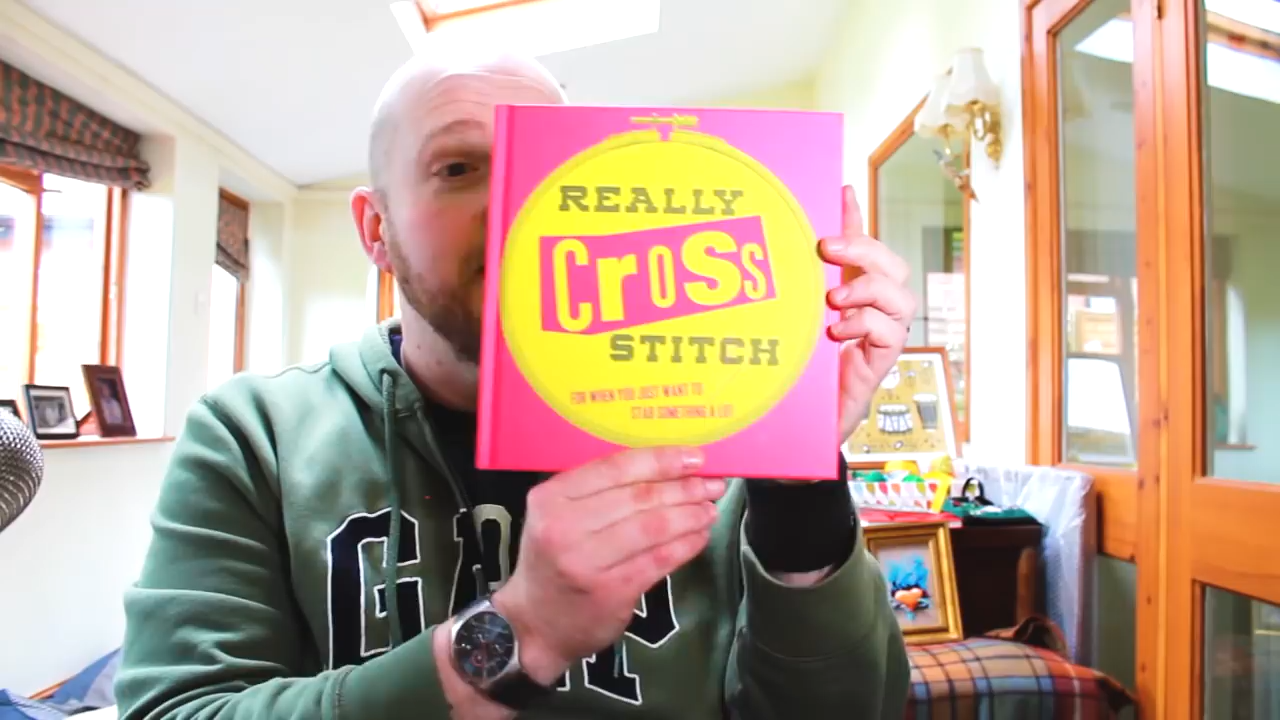 REALLY
CrOSS
STITCH
FOR WHEN YOU JUST WANT TO
STAB SOMETHING A LOT
GAP